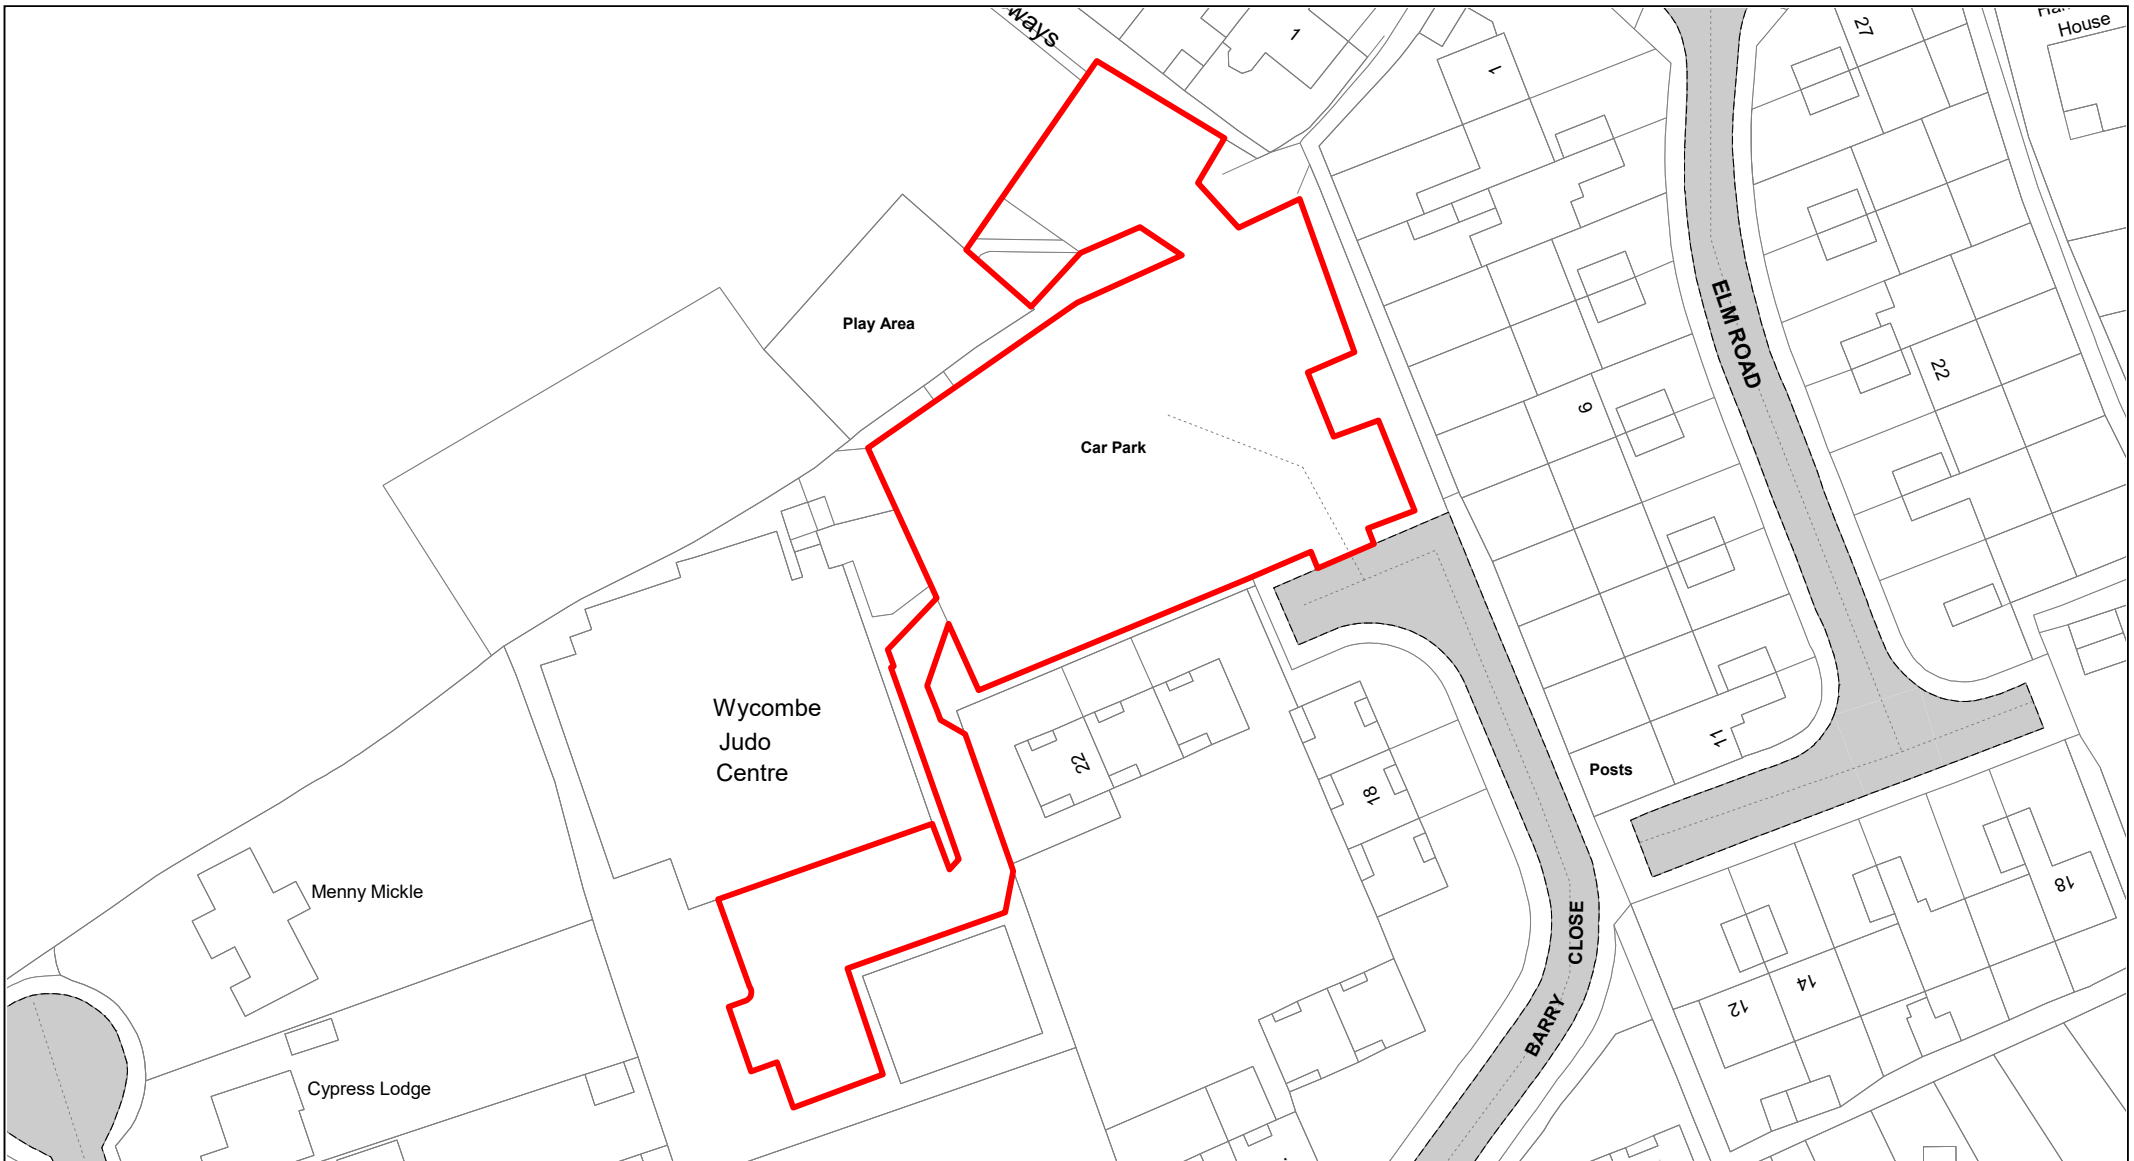 ways
1
1
27
House
ELM ROAD
Play Area
22
9
Car Park
Wycombe
Judo
Centre
22
11
Posts
18
Menny Mickle
18
CLOSE
BARRY
14
12
Cypress Lodge